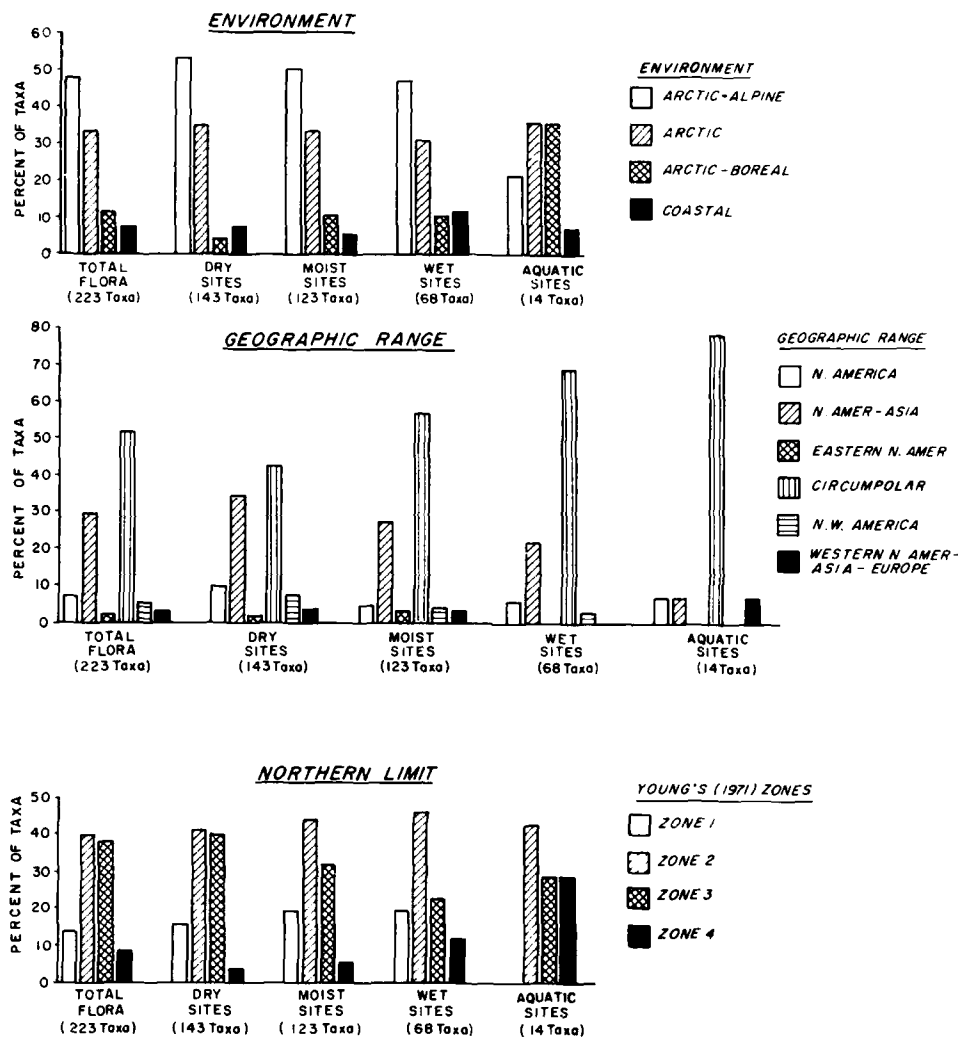 ENVIRONMENT
PERCENT OF TAXA
60
50
40
30
20
10
0
TOTAL FLORA (223 Taxa)
DRY SITES (143 Taxa)
MOIST SITES (123 Taxa)
WET SITES (68 Taxa)
AQUATIC SITES (14 Taxa)
ENVIRONMENT
ARCTIC-ALPINE
ARCTIC
ARCTIC-BOREAL
COASTAL
GEOGRAPHIC RANGE
PERCENT OF TAXA
80
70
60
50
40
30
20
10
0
TOTAL FLORA (223 Taxa)
DRY SITES (143 Taxa)
MOIST SITES (123 Taxa)
WET SITES (68 Taxa)
AQUATIC SITES (14 Taxa)
GEOGRAPHIC RANGE
N. AMERICA
N. AMER-ASIA
EASTERN N. AMER
CIRCUMPOLAR
N.W. AMERICA
WESTERN N AMER-
ASIA-EUROPE
NORTHERN LIMIT
PERCENT OF TAXA
50
40
30
20
10
0
TOTAL FLORA (223 Taxa)
DRY SITES (143 Taxa)
MOIST SITES (123 Taxa)
WET SITES (68 Taxa)
AQUATIC SITES (14 Taxa)
YOUNG'S (1971) ZONES
ZONE 1
ZONE 2
ZONE 3
ZONE 4